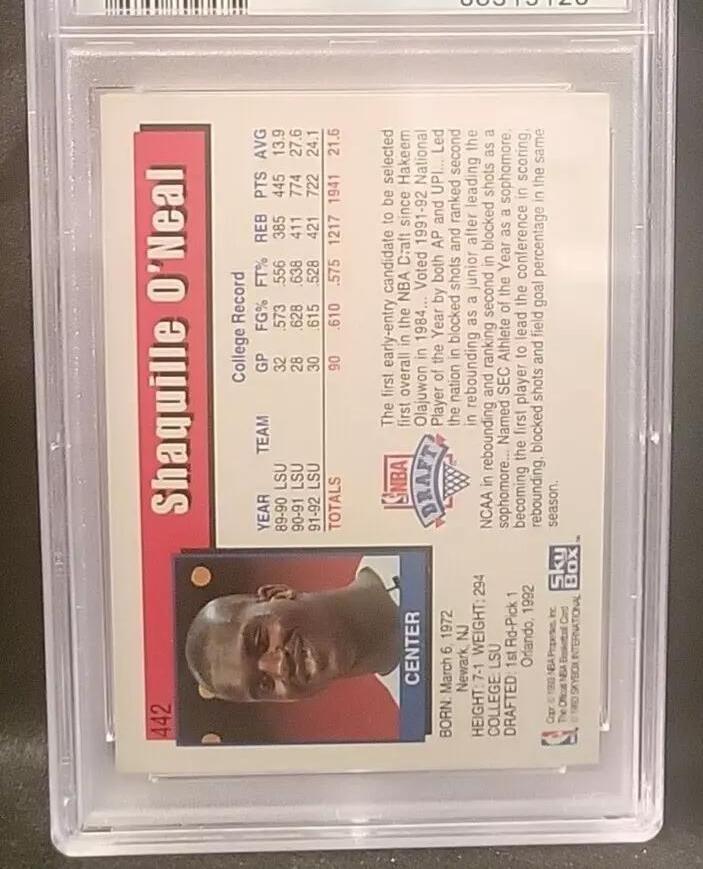 442
Shaquille O'Neal
College Record
YEAR TEAM GP FG% FT% REB PTS AVG
89-90 LSU 32 .573 .556 385 445 13.9
90-91 LSU 28 .628 .638 411 774 27.6
91-92 LSU 30 .615 .528 421 722 24.1
TOTALS 90 .610 .575 1217 1941 21.6
CENTER
BORN: March 6, 1972
Newark, NJ
HEIGHT: 7-1 WEIGHT: 294
COLLEGE: LSU
DRAFTED: 1st Rd-Pick 1
Orlando, 1992
NBA
DRAFT
The first early-entry candidate to be selected
first overall in the NBA Draft since Hakeem
Olajuwon in 1984... Voted 1991-92 National
Player of the Year by both AP and UPI... Led
the nation in blocked shots and ranked second
in rebounding as a junior after leading the
NCAA in rebounding and ranking second in blocked shots as a
sophomore... Named SEC Athlete of the Year as a sophomore,
becoming the first player to lead the conference in scoring,
rebounding, blocked shots and field goal percentage in the same
season.
NBA Properties, Inc.
The Official NBA Basketball Card
SKYBOX INTERNATIONAL
SkyBox™